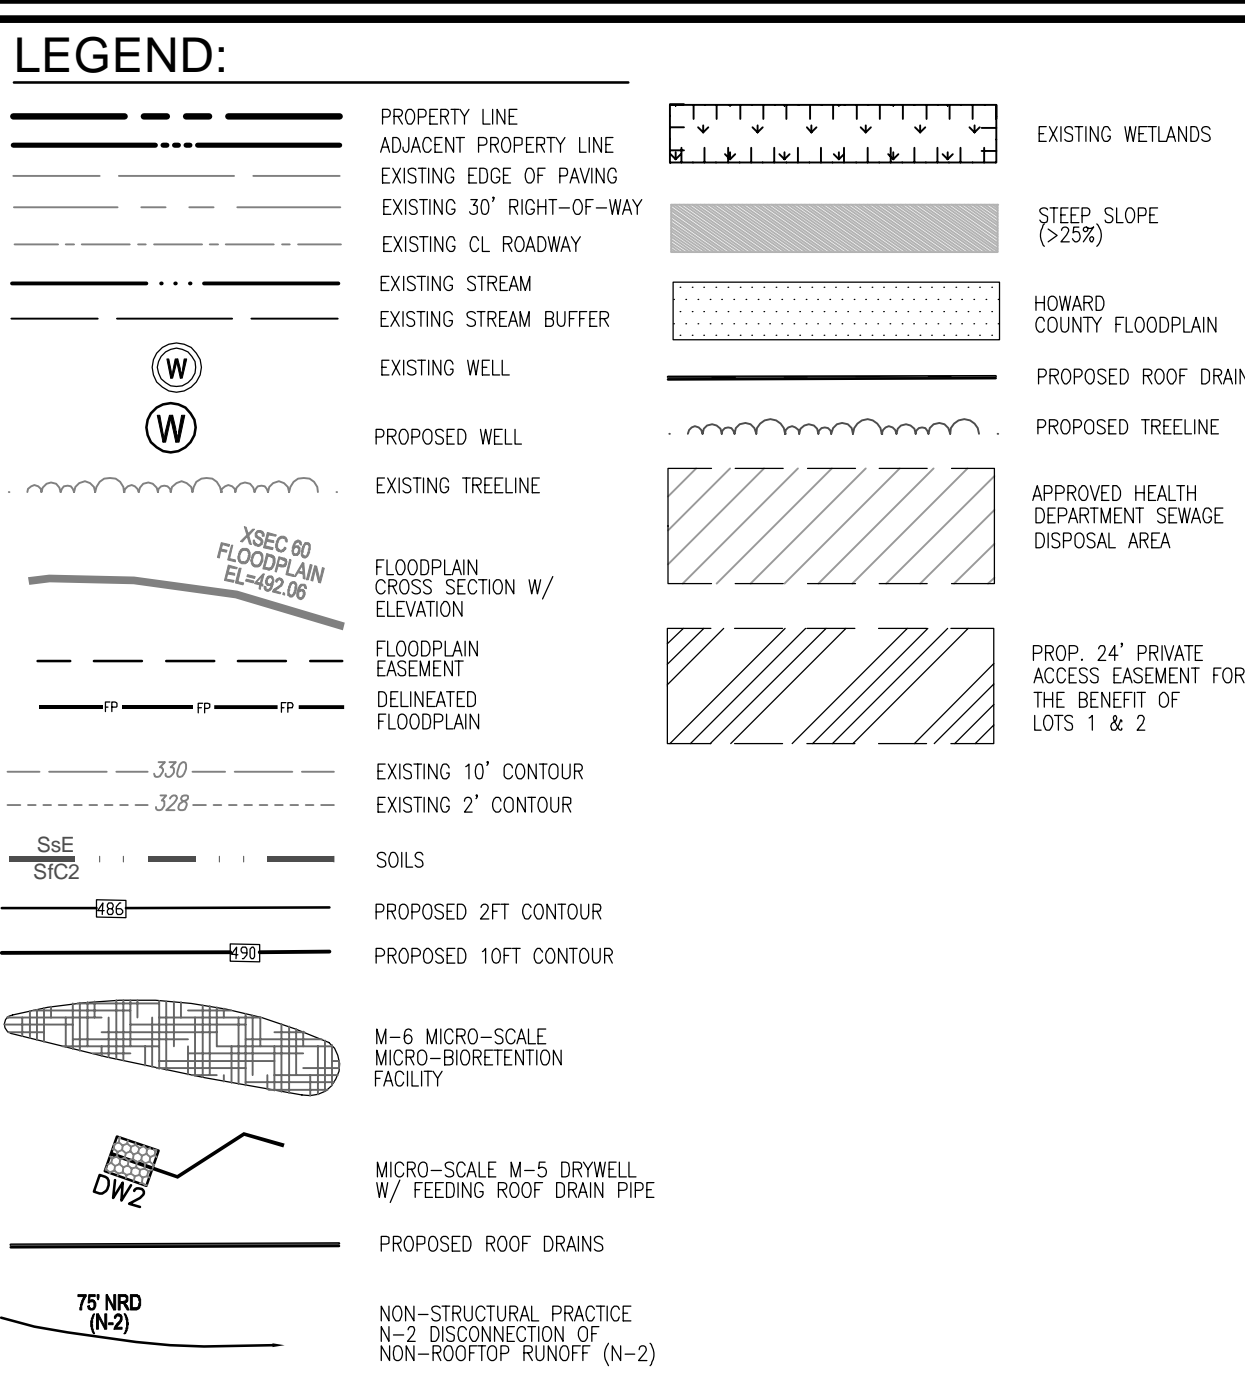 LEGEND:
PROPERTY LINE
ADJACENT PROPERTY LINE
EXISTING EDGE OF PAVING
EXISTING 30' RIGHT-OF-WAY
EXISTING CL ROADWAY
EXISTING STREAM
EXISTING STREAM BUFFER
W
EXISTING WELL
W
PROPOSED WELL
EXISTING TREELINE
XSEC 60
FLOODPLAIN
EL=492.06
FLOODPLAIN
CROSS SECTION W/
ELEVATION
FLOODPLAIN
EASEMENT
FP FP FP
DELINEATED
FLOODPLAIN
330
EXISTING 10' CONTOUR
328
EXISTING 2' CONTOUR
SsE
SfC2
SOILS
486
PROPOSED 2FT CONTOUR
490
PROPOSED 10FT CONTOUR
M-6 MICRO-SCALE
MICRO-BIORETENTION
FACILITY
DW2
MICRO-SCALE M-5 DRYWELL
W/ FEEDING ROOF DRAIN PIPE
PROPOSED ROOF DRAINS
75' NRD
(N-2)
NON-STRUCTURAL PRACTICE
N-2 DISCONNECTION OF
NON-ROOFTOP RUNOFF (N-2)
EXISTING WETLANDS
STEEP SLOPE
(>25%)
HOWARD
COUNTY FLOODPLAIN
PROPOSED ROOF DRAIN
PROPOSED TREELINE
APPROVED HEALTH
DEPARTMENT SEWAGE
DISPOSAL AREA
PROP. 24' PRIVATE
ACCESS EASEMENT FOR
THE BENEFIT OF
LOTS 1 & 2